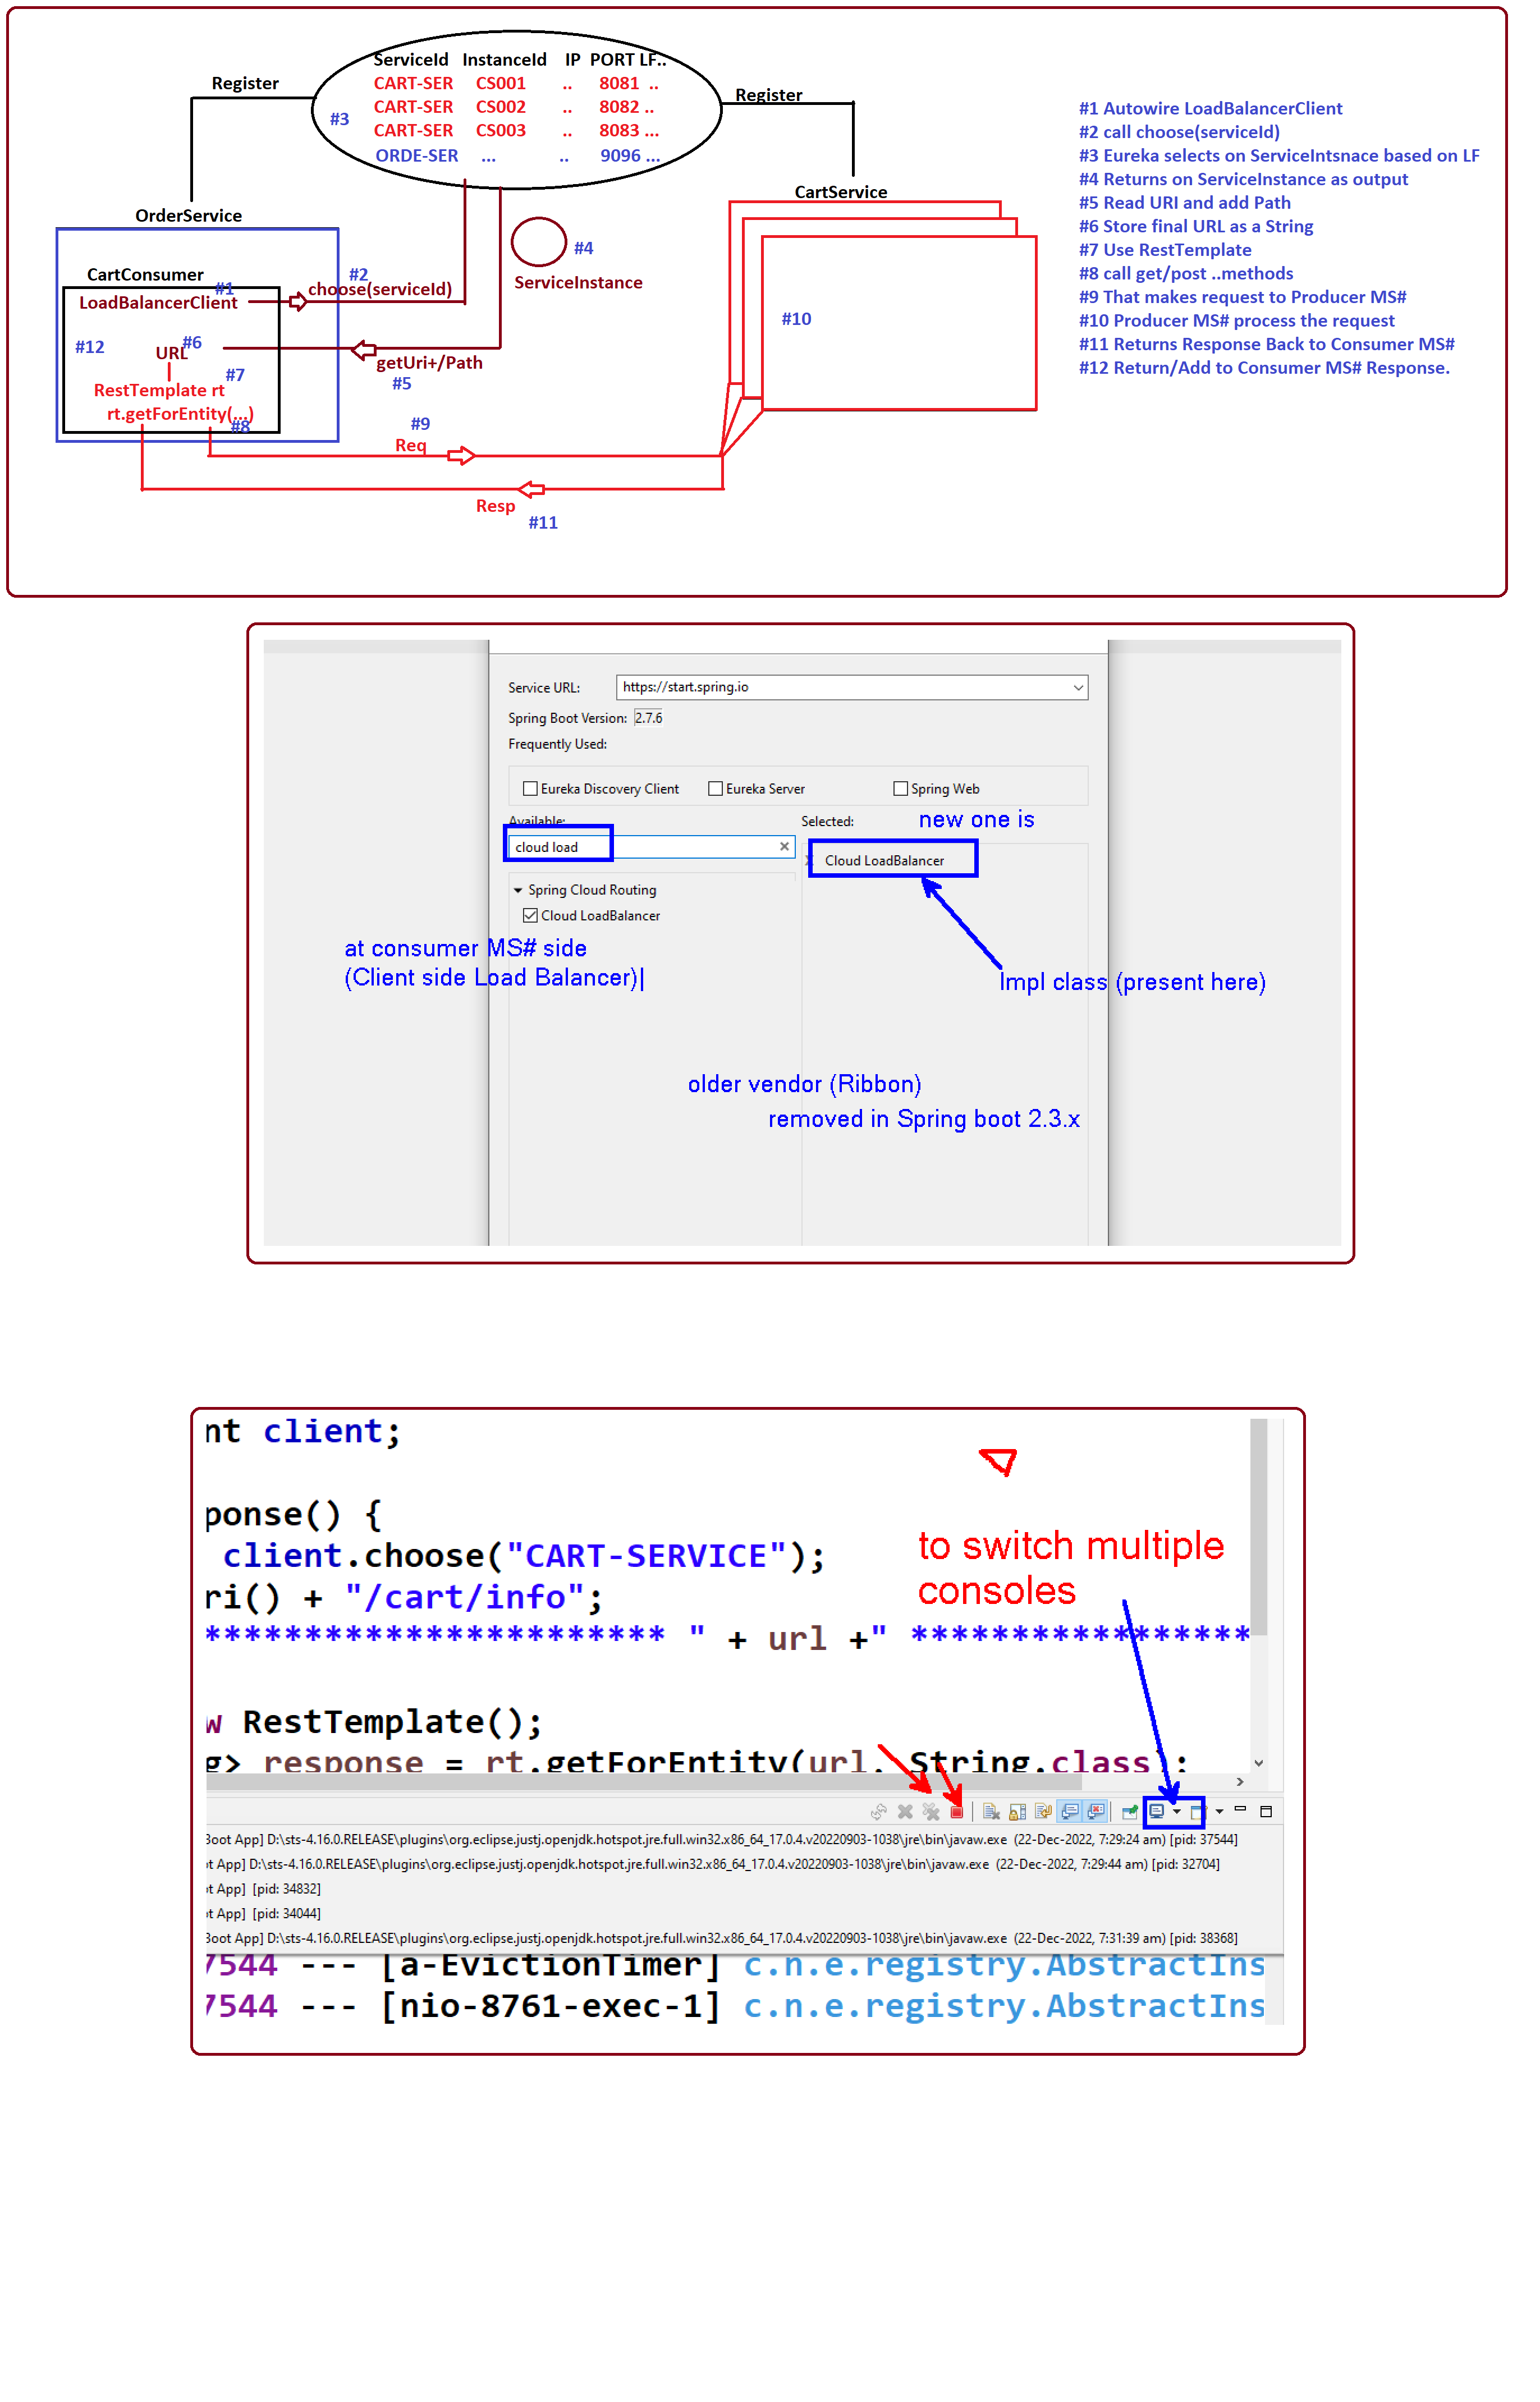 ServiceId InstanceId IP PORT LF..
CART-SER CS001 .. 8081 ..
CART-SER CS002 .. 8082 ..
CART-SER CS003 .. 8083 ...
ORDE-SER ... .. 9096 ...
#3
Register
Register
OrderService
CartService
CartConsumer
#1
LoadBalancerClient
#2
choose(serviceId)
#4
ServiceInstance
#12
URL
#6
#7
getUri+/Path
#5
RestTemplate rt
rt.getForEntity(...)
#8
#9
Req
Resp
#11
#10
#1 Autowire LoadBalancerClient
#2 call choose(serviceId)
#3 Eureka selects on ServiceIntsnace based on LF
#4 Returns on ServiceInstance as output
#5 Read URI and add Path
#6 Store final URL as a String
#7 Use RestTemplate
#8 call get/post ..methods
#9 That makes request to Producer MS#
#10 Producer MS# process the request
#11 Returns Response Back to Consumer MS#
#12 Return/Add to Consumer MS# Response.
Service URL: https://start.spring.io
Spring Boot Version: 2.7.6
Frequently Used:
Eureka Discovery Client Eureka Server Spring Web
Available: Selected: new one is
cloud load
Cloud LoadBalancer
Spring Cloud Routing
Cloud LoadBalancer
at consumer MS# side
(Client side Load Balancer)|
Impl class (present here)
older vendor (Ribbon)
removed in Spring boot 2.3.x
nt client;
ponse() {
client.choose("CART-SERVICE");
ri() + "/cart/info";
*********************** " + url +" *****************
to switch multiple
consoles
w RestTemplate();
g> response = rt.getForEntity(url, String.class);
Boot App] D:\sts-4.16.0.RELEASE\plugins\org.eclipse.justj.openjdk.hotspot.jre.full.win32.x86_64_17.0.4.v20220903-1038\jre\bin\javaw.exe (22-Dec-2022, 7:29:24 am) [pid: 37544]
ot App] D:\sts-4.16.0.RELEASE\plugins\org.eclipse.justj.openjdk.hotspot.jre.full.win32.x86_64_17.0.4.v20220903-1038\jre\bin\javaw.exe (22-Dec-2022, 7:29:44 am) [pid: 32704]
ot App] [pid: 34832]
ot App] [pid: 34044]
Boot App] D:\sts-4.16.0.RELEASE\plugins\org.eclipse.justj.openjdk.hotspot.jre.full.win32.x86_64_17.0.4.v20220903-1038\jre\bin\javaw.exe (22-Dec-2022, 7:31:39 am) [pid: 38368]
7544 --- [a-EvictionTimer] c.n.e.registry.AbstractIns
7544 --- [nio-8761-exec-1] c.n.e.registry.AbstractIns